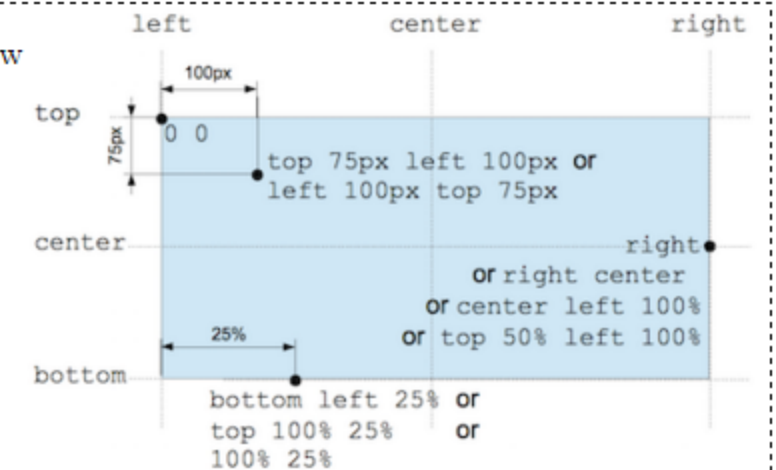 left center right
w
100px
top
0 0
75px
top 75px left 100px or
left 100px top 75px
center
right
or right center
or center left 100%
or top 50% left 100%
25%
bottom
bottom left 25% or
top 100% 25% or
100% 25%